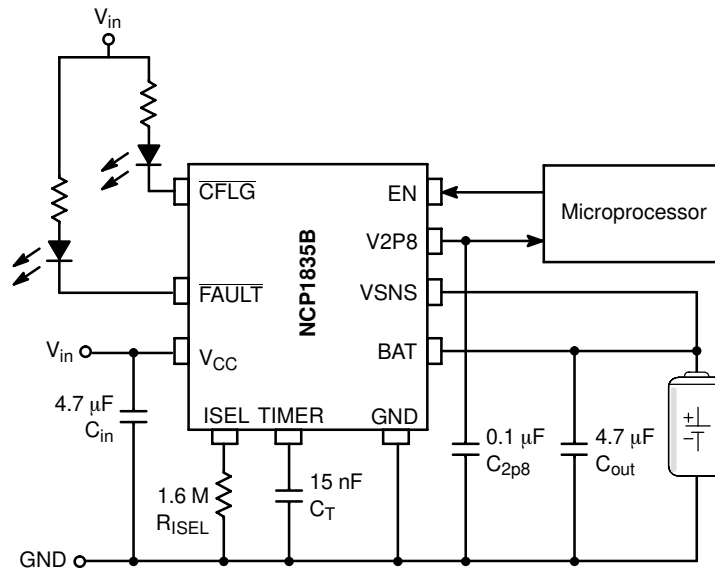 Vin
CFLG
EN
Microprocessor
V2P8
NCP1835B
FAULT
VSNS
Vin
VCC
BAT
4.7 μF
Cin
ISEL
TIMER
GND
+
−
1.6 M
RISEL
15 nF
CT
0.1 μF
C2p8
4.7 μF
Cout
GND